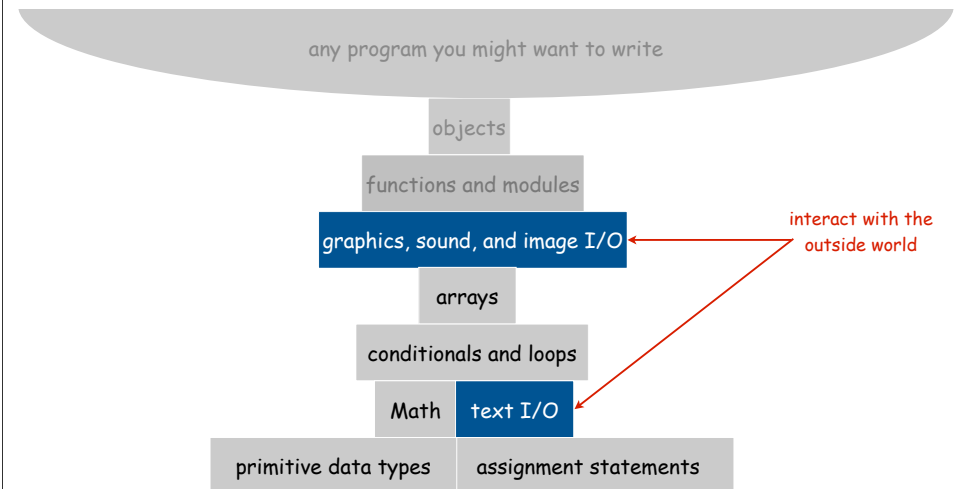 any program you might want to write
objects
functions and modules
interact with the
outside world
graphics, sound, and image I/O
arrays
conditionals and loops
Math
text I/O
primitive data types
assignment statements